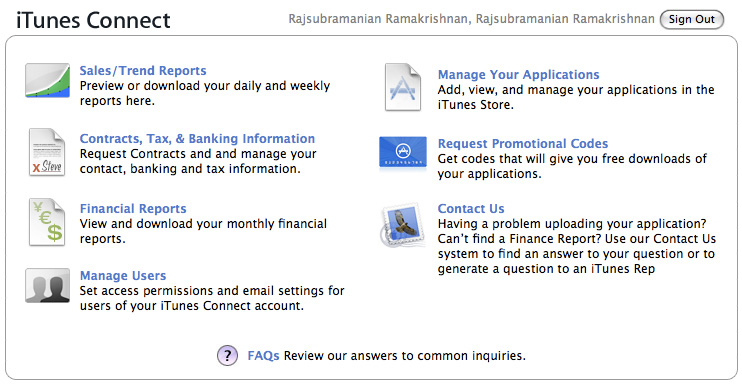 iTunes Connect
Rajsubramanian Ramakrishnan, Rajsubramanian Ramakrishnan
Sign Out
Sales/Trend Reports
Preview or download your daily and weekly
reports here.
Contracts, Tax, & Banking Information
Request Contracts and and manage your
contact, banking and tax information.
X Steve
Financial Reports
View and download your monthly financial
reports.
¥€$
Manage Users
Set access permissions and email settings for
users of your iTunes Connect account.
Manage Your Applications
Add, view, and manage your applications in the
iTunes Store.
Request Promotional Codes
Get codes that will give you free downloads of
your applications.
Contact Us
Having a problem uploading your application?
Can’t find a Finance Report? Use our Contact Us
system to find an answer to your question or to
generate a question to an iTunes Rep
? FAQs Review our answers to common inquiries.